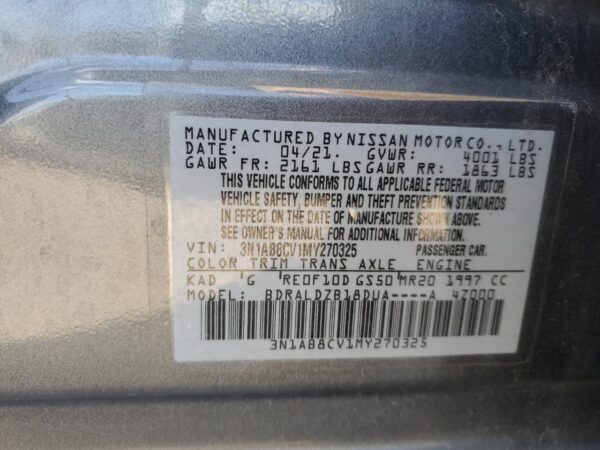 MANUFACTURED BY NISSAN MOTOR CO., LTD.
DATE: 04/21. GVWR: 4001 LBS
GAWR FR: 2161 LBS GAWR RR: 1863 LBS
THIS VEHICLE CONFORMS TO ALL APPLICABLE FEDERAL MOTOR
VEHICLE SAFETY, BUMPER AND THEFT PREVENTION STANDARDS
IN EFFECT ON THE DATE OF MANUFACTURE SHOWN ABOVE.
SEE OWNER'S MANUAL FOR ADDITIONAL INFORMATION.
VIN: 3N1AB8CV1MY270325 PASSENGER CAR.
COLOR TRIM TRANS AXLE ENGINE
KAD G RE0F10D GS50 MR20 1997 CC
MODEL: BDRALDZB18DUA----A 4Z000
3N1AB8CV1MY270325